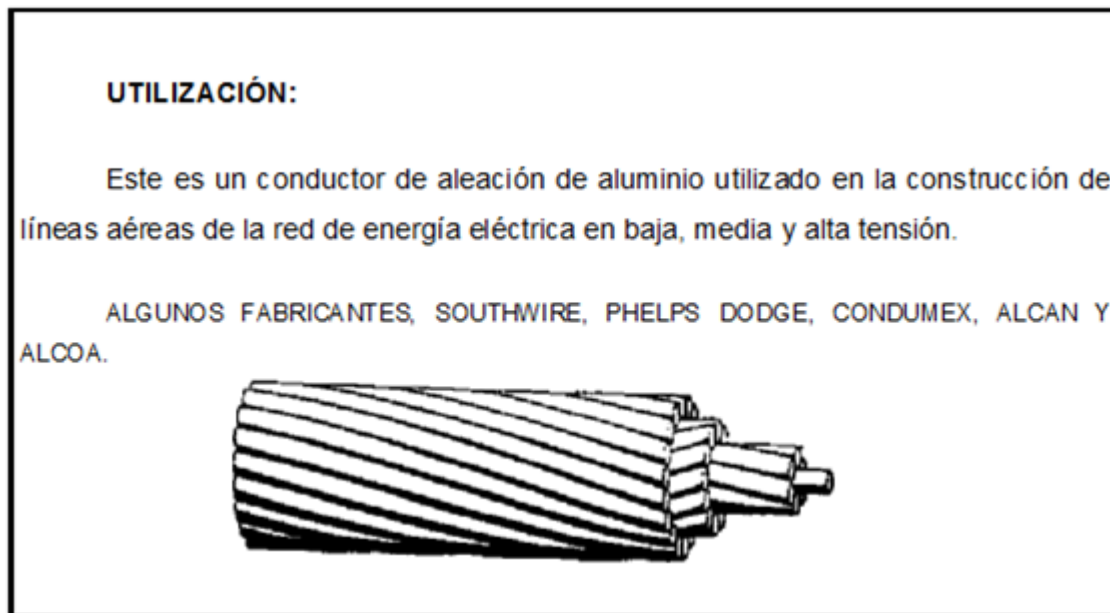 UTILIZACIÓN:
Este es un conductor de aleación de aluminio utilizado en la construcción de
líneas aéreas de la red de energía eléctrica en baja, media y alta tensión.
ALGUNOS FABRICANTES, SOUTHWIRE, PHELPS DODGE, CONDUMEX, ALCAN Y
ALCOA.